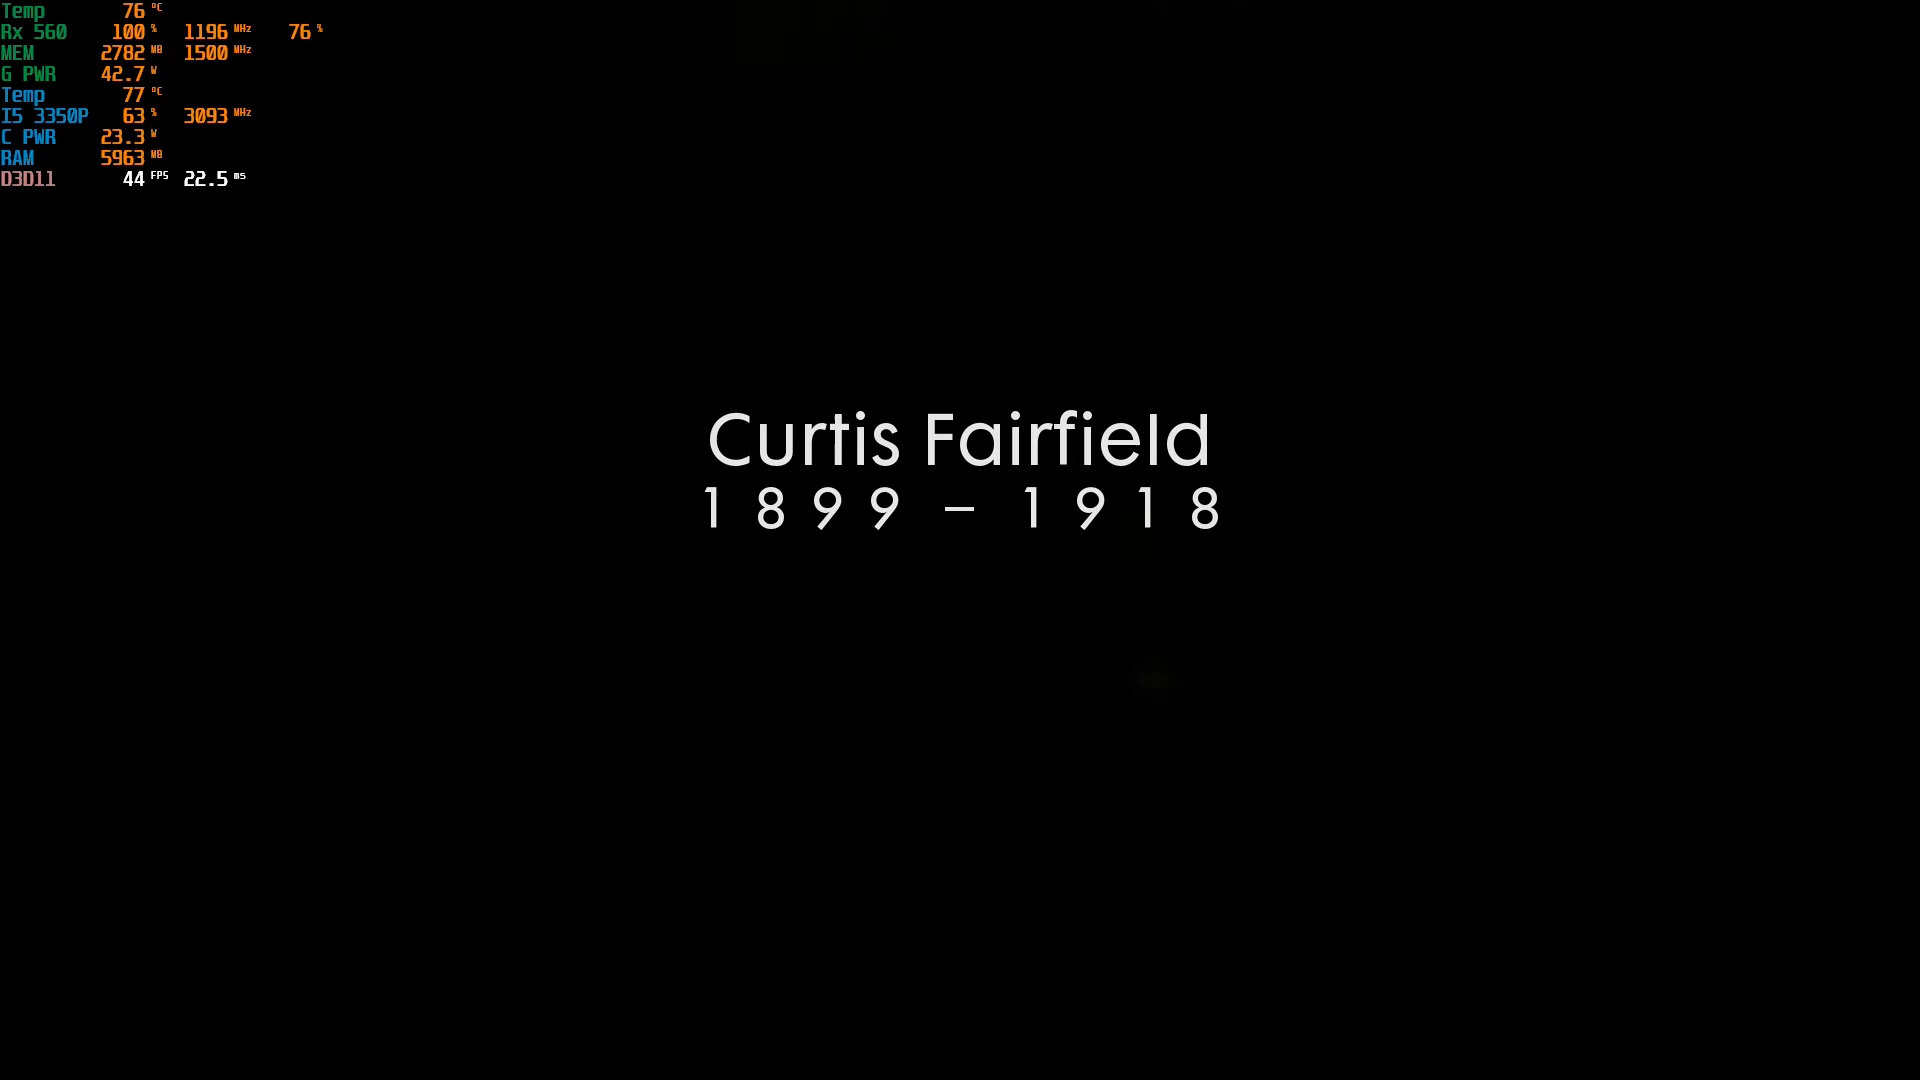 Temp 76 °C
Rx 560 100 % 1196 MHz 76 %
MEM 2782 MB 1500 MHz
G PWR 42.7 W
Temp 77 °C
I5 3350P 63 % 3093 MHz
C PWR 23.3 W
RAM 5963 MB
D3D11 44 FPS 22.5 ms
Curtis Fairfield
1899 – 1918